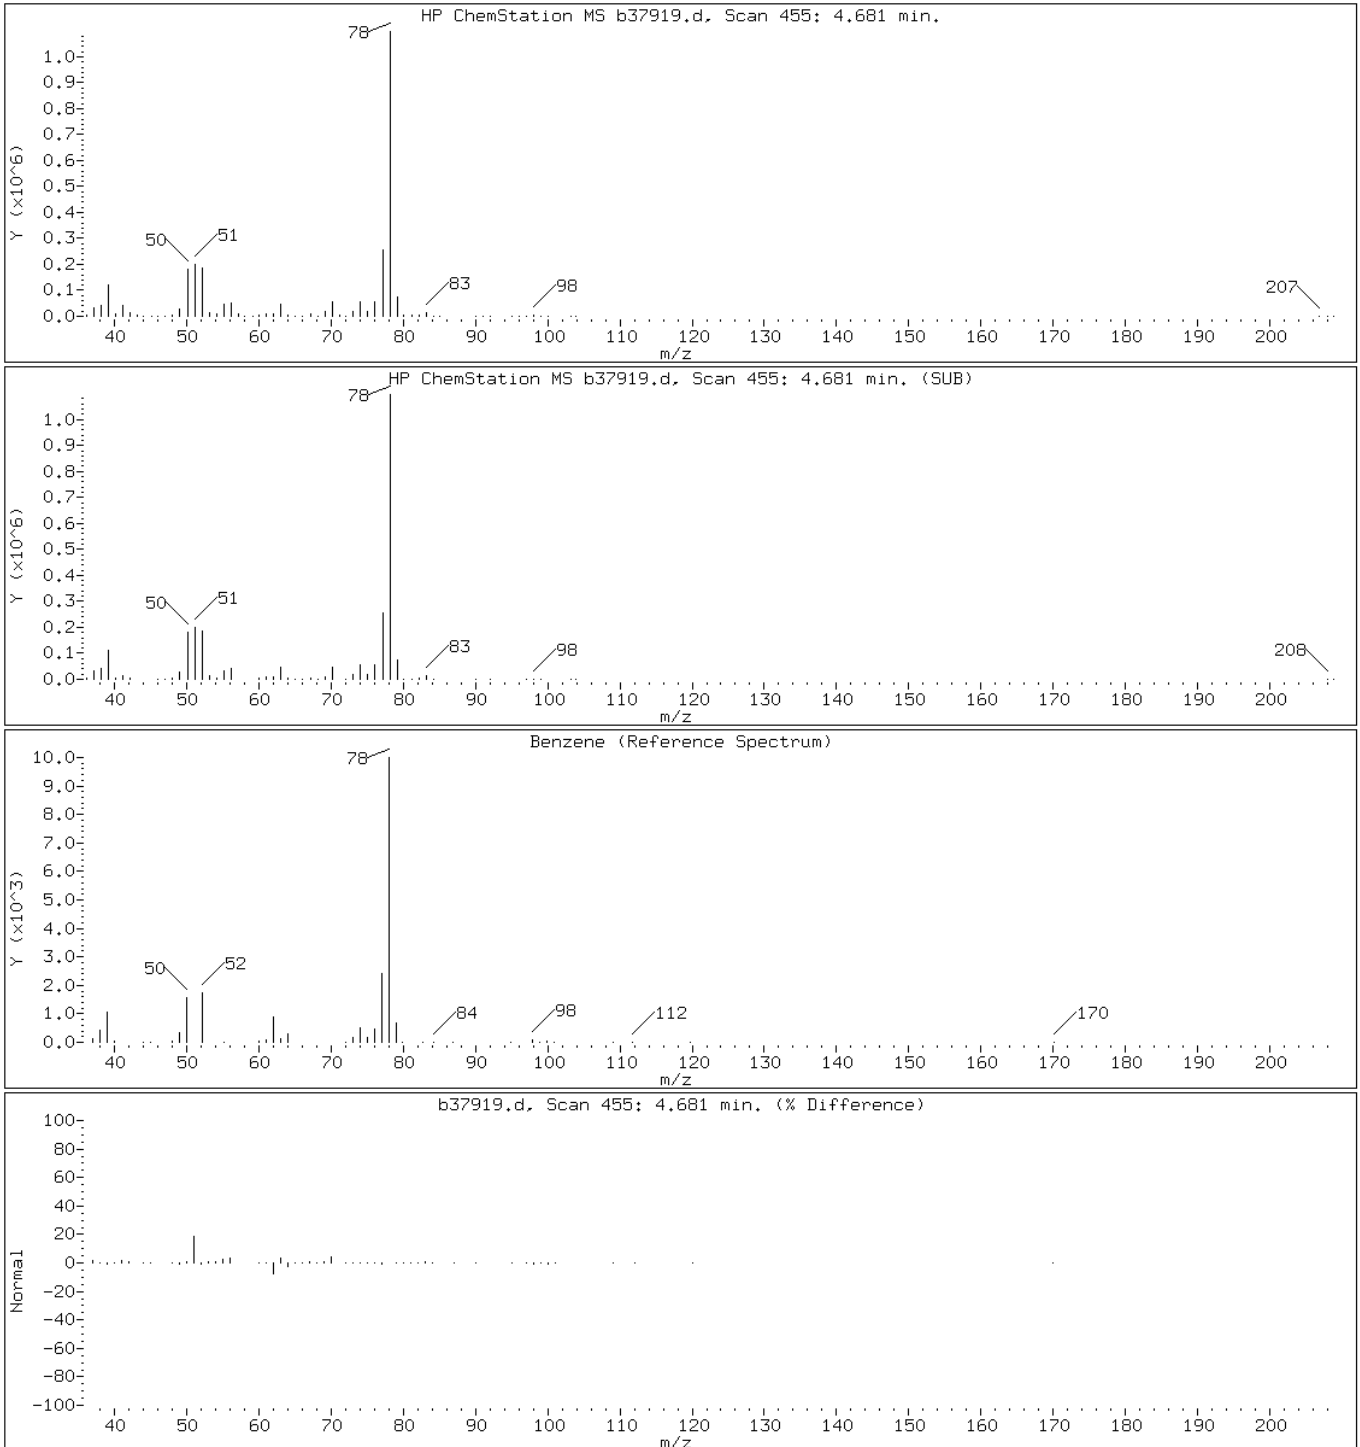 HP ChemStation MS b37919.d, Scan 455: 4.681 min.
78
1.0
0.9
0.8
0.7
0.6
0.5
0.4
0.3
0.2
0.1
0.0
Y (x10^6)
50 51
83 98 207
40 50 60 70 80 90 100 110 120 130 140 150 160 170 180 190 200
m/z
HP ChemStation MS b37919.d, Scan 455: 4.681 min. (SUB)
78
1.0
0.9
0.8
0.7
0.6
0.5
0.4
0.3
0.2
0.1
0.0
Y (x10^6)
50 51
83 98 208
40 50 60 70 80 90 100 110 120 130 140 150 160 170 180 190 200
m/z
Benzene (Reference Spectrum)
78
10.0
9.0
8.0
7.0
6.0
5.0
4.0
3.0
2.0
1.0
0.0
Y (x10^3)
50 52
84 98 112 170
40 50 60 70 80 90 100 110 120 130 140 150 160 170 180 190 200
m/z
b37919.d, Scan 455: 4.681 min. (% Difference)
100
80
60
40
20
0
-20
-40
-60
-80
-100
Normal
40 50 60 70 80 90 100 110 120 130 140 150 160 170 180 190 200
m/z